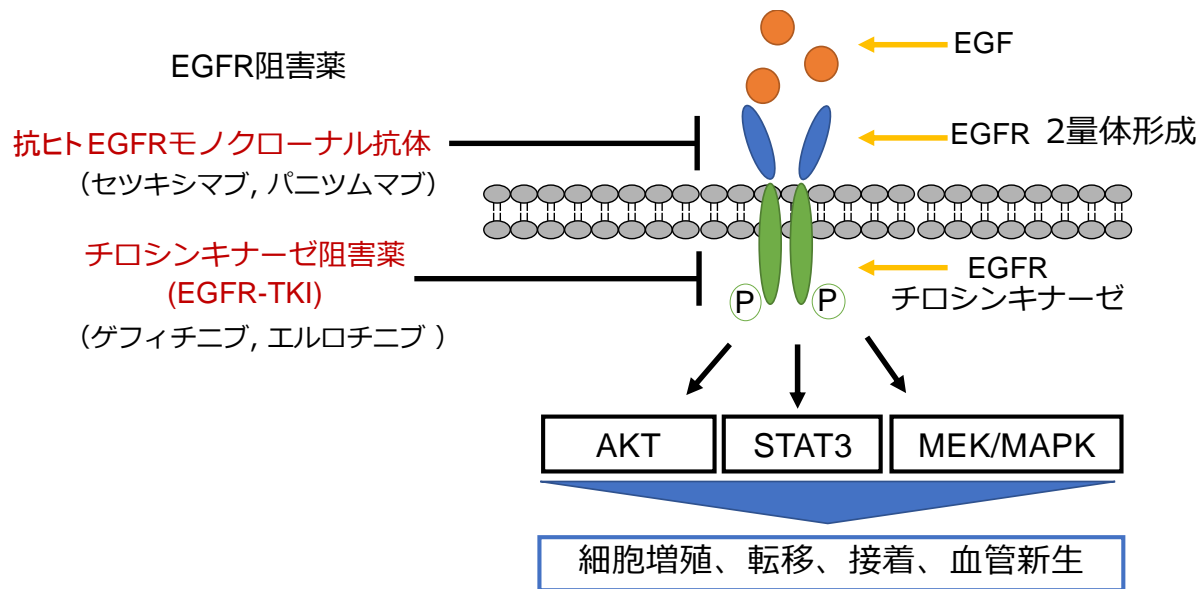 EGFR阻害薬
抗ヒトEGFRモノクローナル抗体
（セツキシマブ, パニツムマブ）
チロシンキナーゼ阻害薬
(EGFR-TKI)
（ゲフィチニブ, エルロチニブ ）
EGF
EGFR 2量体形成
EGFR
チロシンキナーゼ
P
P
AKT
STAT3
MEK/MAPK
細胞増殖、転移、接着、血管新生